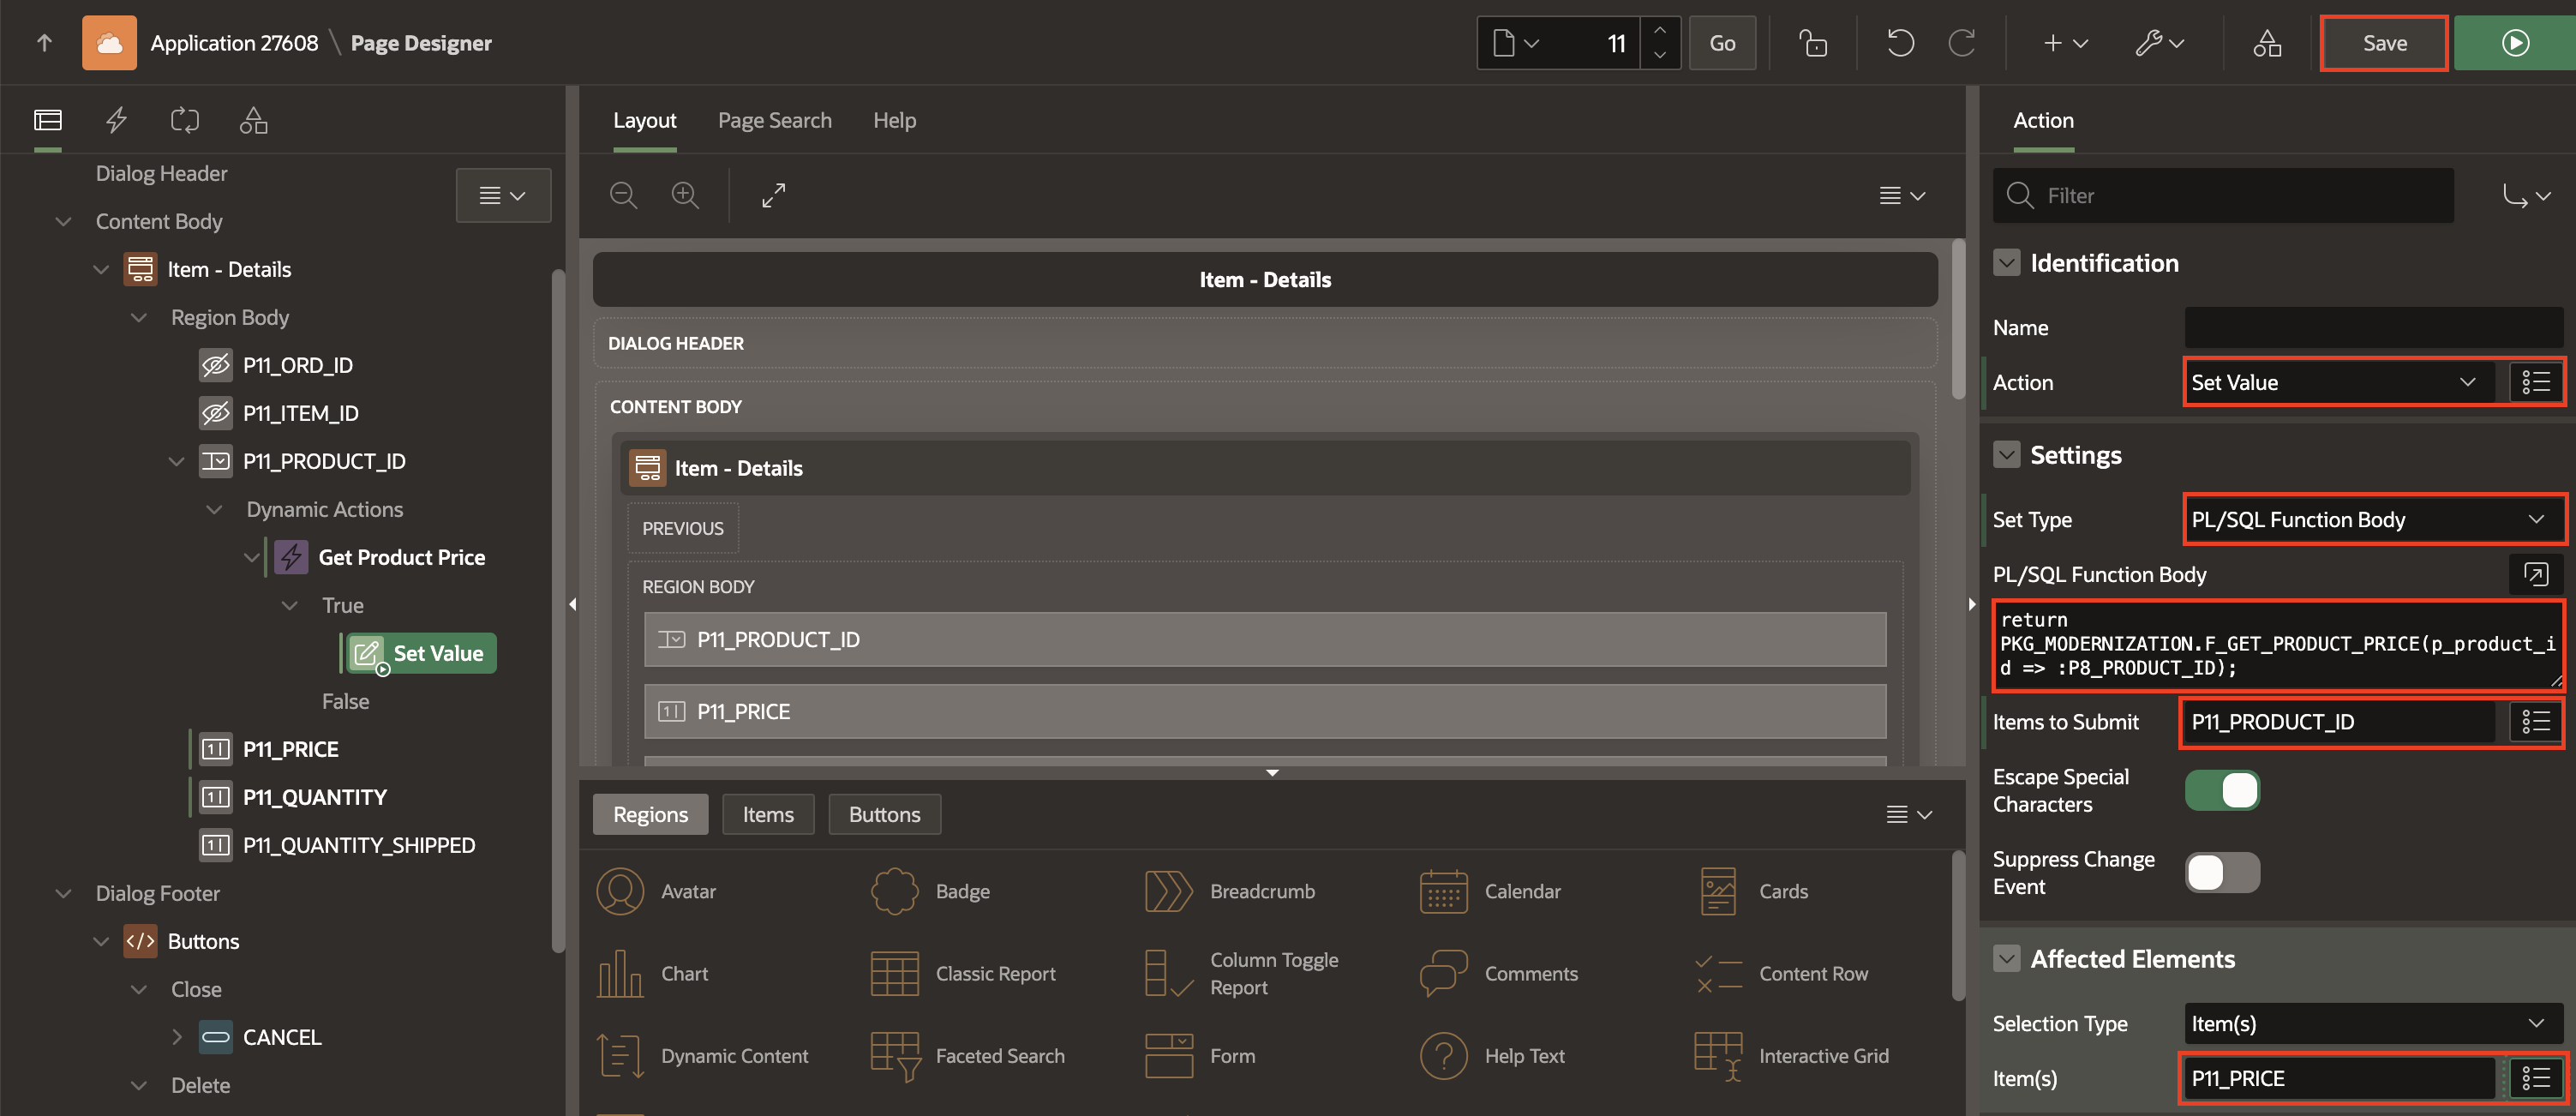 Application 27608 \ Page Designer
11
Go
Save
Dialog Header
Content Body
Item - Details
Region Body
P11_ORD_ID
P11_ITEM_ID
P11_PRODUCT_ID
Dynamic Actions
Get Product Price
True
Set Value
False
P11_PRICE
P11_QUANTITY
P11_QUANTITY_SHIPPED
Dialog Footer
Buttons
Close
CANCEL
Delete
Layout
Page Search
Help
Item - Details
DIALOG HEADER
CONTENT BODY
Item - Details
PREVIOUS
REGION BODY
P11_PRODUCT_ID
P11_PRICE
Regions
Items
Buttons
Avatar
Badge
Breadcrumb
Calendar
Cards
Chart
Classic Report
Column Toggle
Report
Comments
Content Row
Dynamic Content
Faceted Search
Form
Help Text
Interactive Grid
Action
Filter
Identification
Name
Action
Set Value
Settings
Set Type
PL/SQL Function Body
PL/SQL Function Body
return
PKG_MODERNIZATION.F_GET_PRODUCT_PRICE(p_product_i
d => :P8_PRODUCT_ID);
Items to Submit
P11_PRODUCT_ID
Escape Special
Characters
Suppress Change
Event
Affected Elements
Selection Type
Item(s)
Item(s)
P11_PRICE